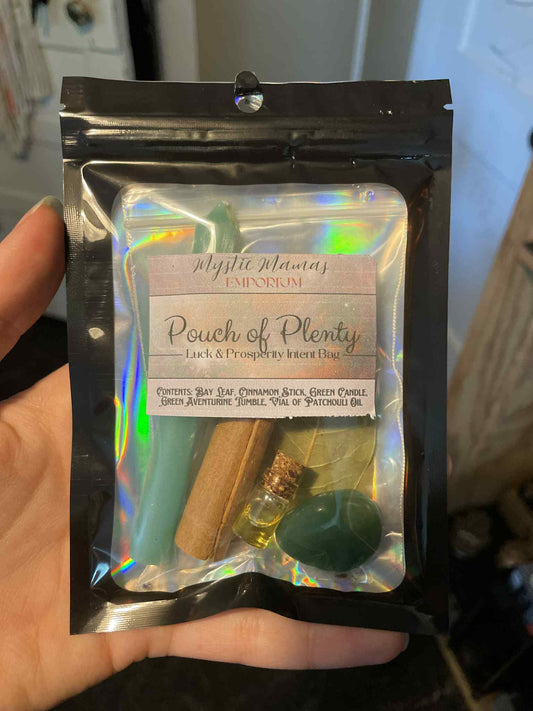 Mystic Mamas
EMPORIUM
Pouch of Plenty
Luck & Prosperity Intent Bag
Contents: Bay Leaf, Cinnamon Stick, Green Candle,
Green Aventurine Tumble, Vial of Patchouli Oil